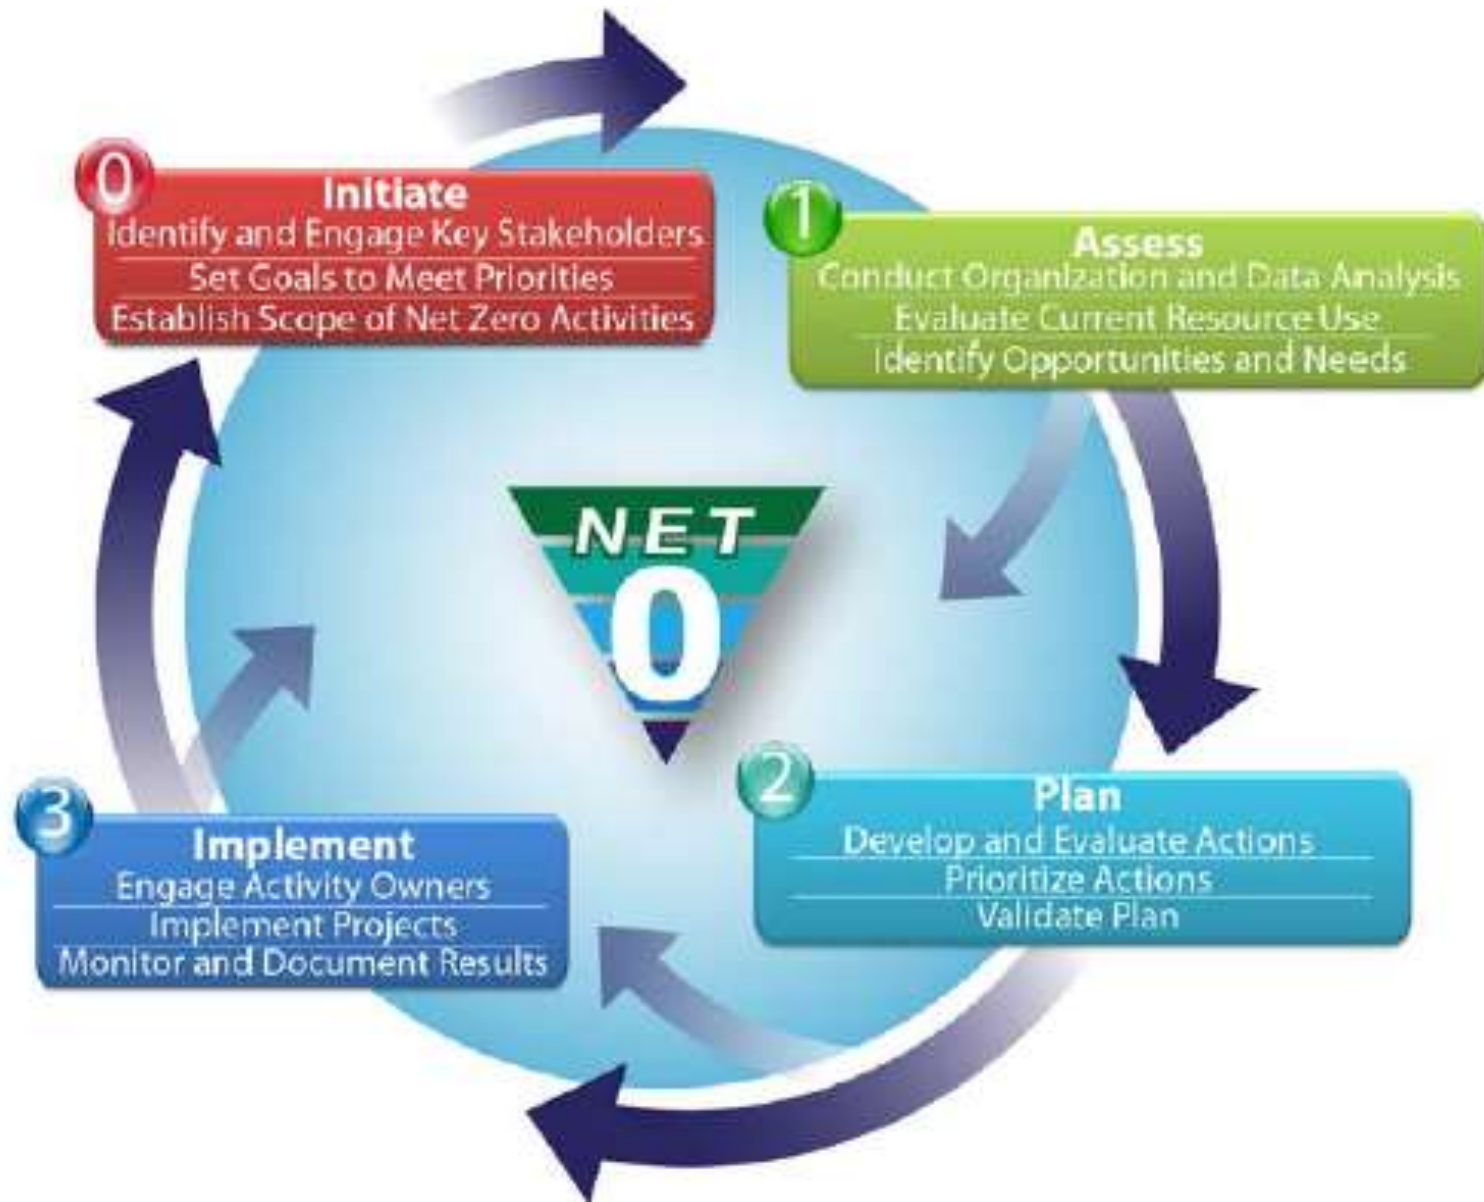 0
Initiate
Identify and Engage Key Stakeholders
Set Goals to Meet Priorities
Establish Scope of Net Zero Activities
1
Assess
Conduct Organization and Data Analysis
Evaluate Current Resource Use
Identify Opportunities and Needs
NET
0
2
Plan
Develop and Evaluate Actions
Prioritize Actions
Validate Plan
3
Implement
Engage Activity Owners
Implement Projects
Monitor and Document Results